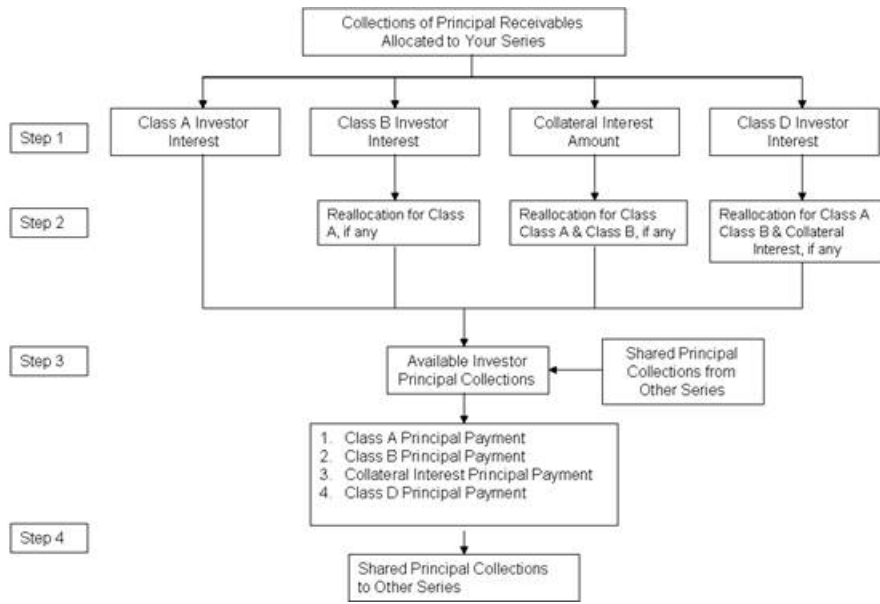 Collections of Principal Receivables
Allocated to Your Series
Step 1
Class A Investor
Interest
Class B Investor
Interest
Collateral Interest
Amount
Class D Investor
Interest
Step 2
Reallocation for Class
A, if any
Reallocation for Class
Class A & Class B, if any
Reallocation for Class A
Class B & Collateral
Interest, if any
Step 3
Available Investor
Principal Collections
Shared Principal
Collections from
Other Series
1. Class A Principal Payment
2. Class B Principal Payment
3. Collateral Interest Principal Payment
4. Class D Principal Payment
Step 4
Shared Principal Collections
to Other Series